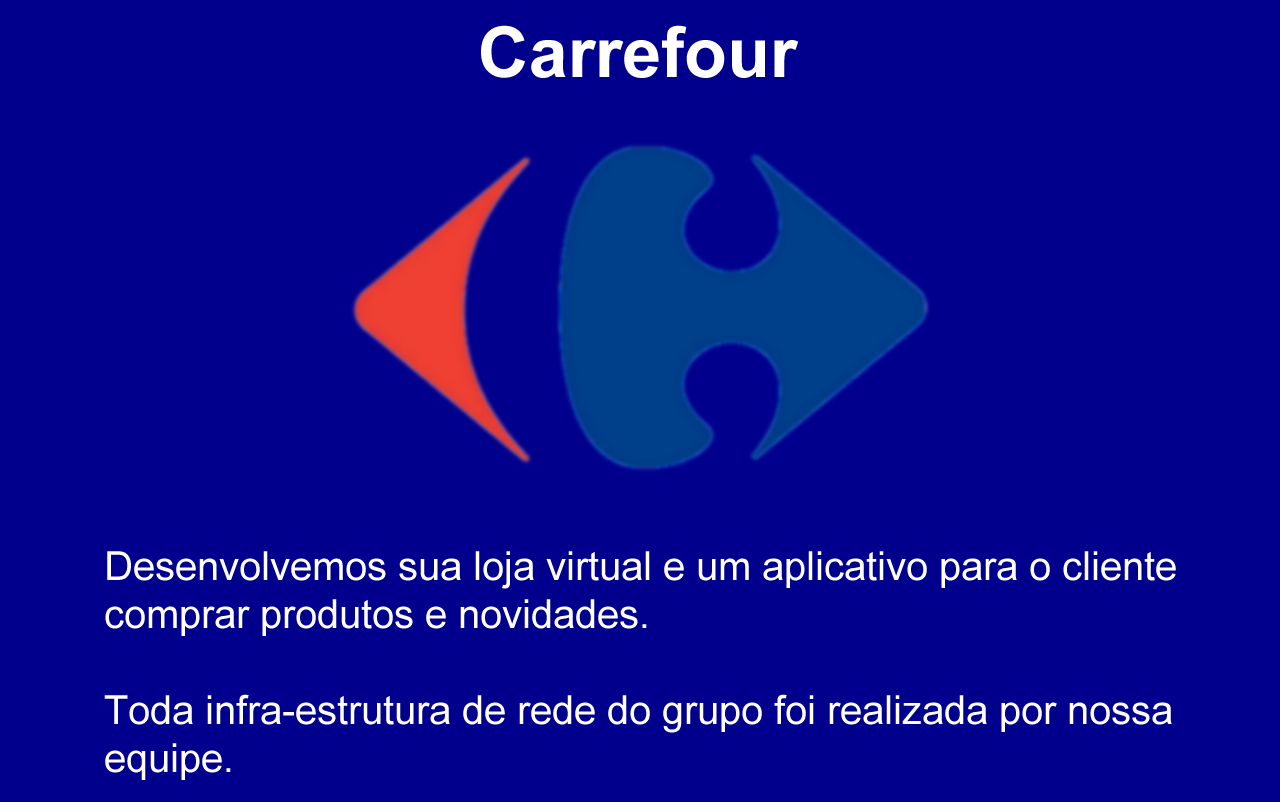 Carrefour
Desenvolvemos sua loja virtual e um aplicativo para o cliente
comprar produtos e novidades.
Toda infra-estrutura de rede do grupo foi realizada por nossa
equipe.